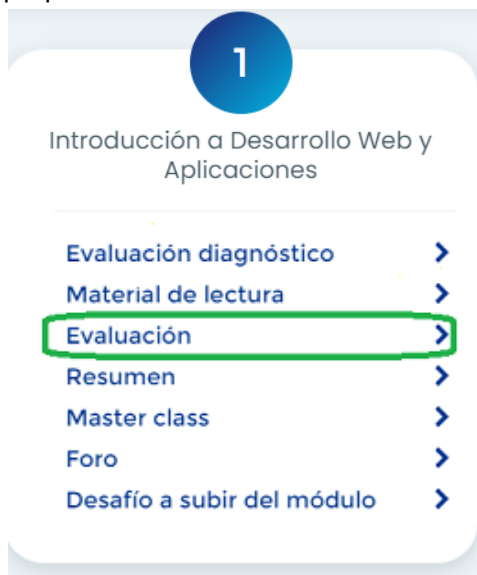 1
Introducción a Desarrollo Web y
Aplicaciones
Evaluación diagnóstico
Material de lectura
Evaluación
Resumen
Master class
Foro
Desafío a subir del módulo